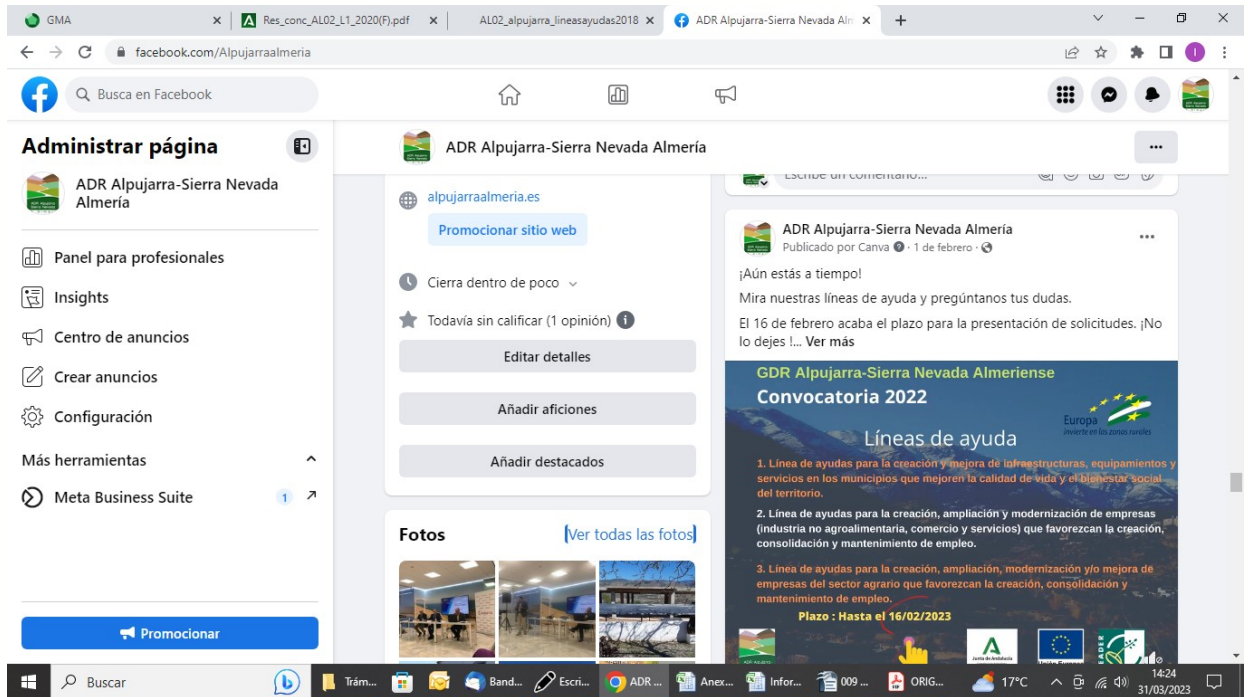 GMA
Res_conc_AL02_L1_2020(F).pdf
AL02_alpujarra_lineasayudas2018
ADR Alpujarra-Sierra Nevada Alm
facebook.com/Alpujarraalmeria
Busca en Facebook
Administrar página
ADR Alpujarra-Sierra Nevada
Almería
Panel para profesionales
Insights
Centro de anuncios
Crear anuncios
Configuración
Más herramientas
Meta Business Suite
1
Promocionar
ADR Alpujarra-Sierra Nevada Almería
alpujarraalmeria.es
Promocionar sitio web
Cierra dentro de poco
Todavía sin calificar (1 opinión)
Editar detalles
Añadir aficiones
Añadir destacados
Fotos
Ver todas las fotos
Escribe un comentario...
ADR Alpujarra-Sierra Nevada Almería
Publicado por Canva · 1 de febrero ·
¡Aún estás a tiempo!
Mira nuestras líneas de ayuda y pregúntanos tus dudas.
El 16 de febrero acaba el plazo para la presentación de solicitudes. ¡No
lo dejes !... Ver más
GDR Alpujarra-Sierra Nevada Almeriense
Convocatoria 2022
Europa
invierte en las zonas rurales
Líneas de ayuda
1. Línea de ayudas para la creación y mejora de infraestructuras, equipamientos y
servicios en los municipios que mejoren la calidad de vida y el bienestar social
del territorio.
2. Línea de ayudas para la creación, ampliación y modernización de empresas
(industria no agroalimentaria, comercio y servicios) que favorezcan la creación,
consolidación y mantenimiento de empleo.
3. Línea de ayudas para la creación, ampliación, modernización y/o mejora de
empresas del sector agrario que favorezcan la creación, consolidación y
mantenimiento de empleo.
Plazo : Hasta el 16/02/2023
Junta de Andalucía
LEADER
Buscar
Trám...
Band...
Escri...
ADR ...
Anex...
Infor...
009 ...
ORIG...
17°C
14:24
31/03/2023